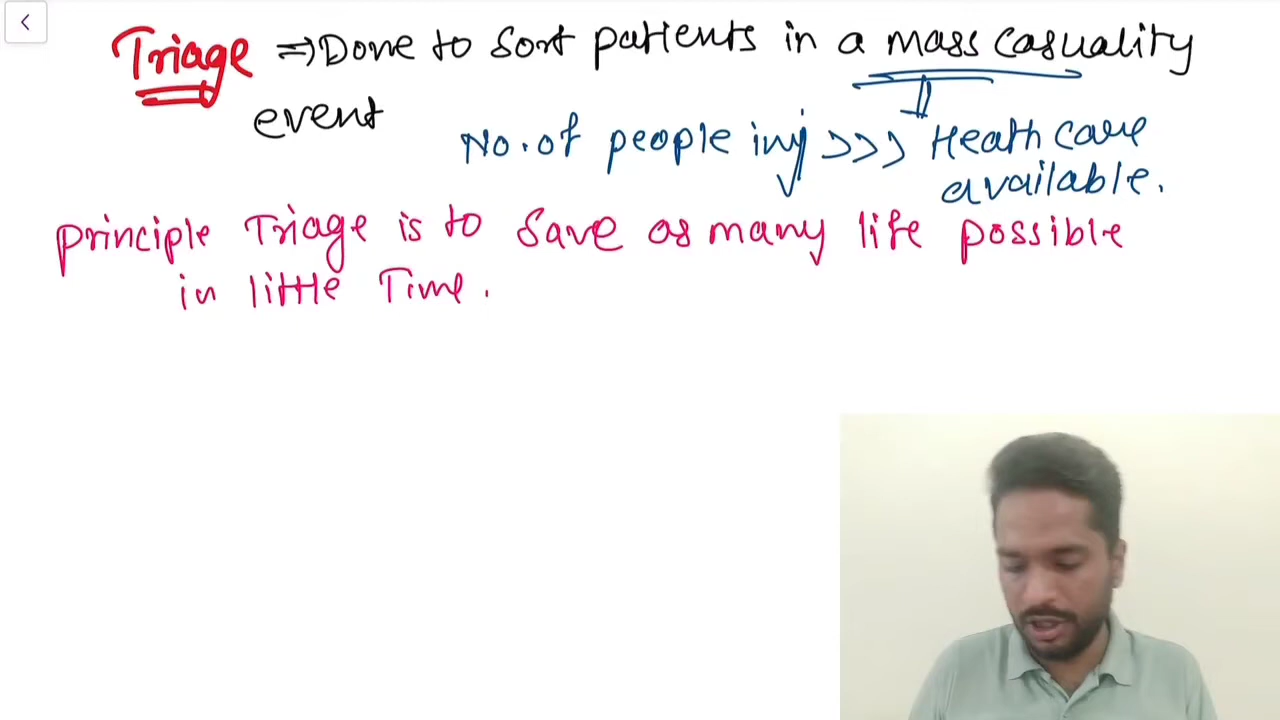 Triage ⇒ Done to sort patients in a mass casuality
event
No. of people inj >>> Heath care
available.
principle Triage is to save as many life possible
in little Time.